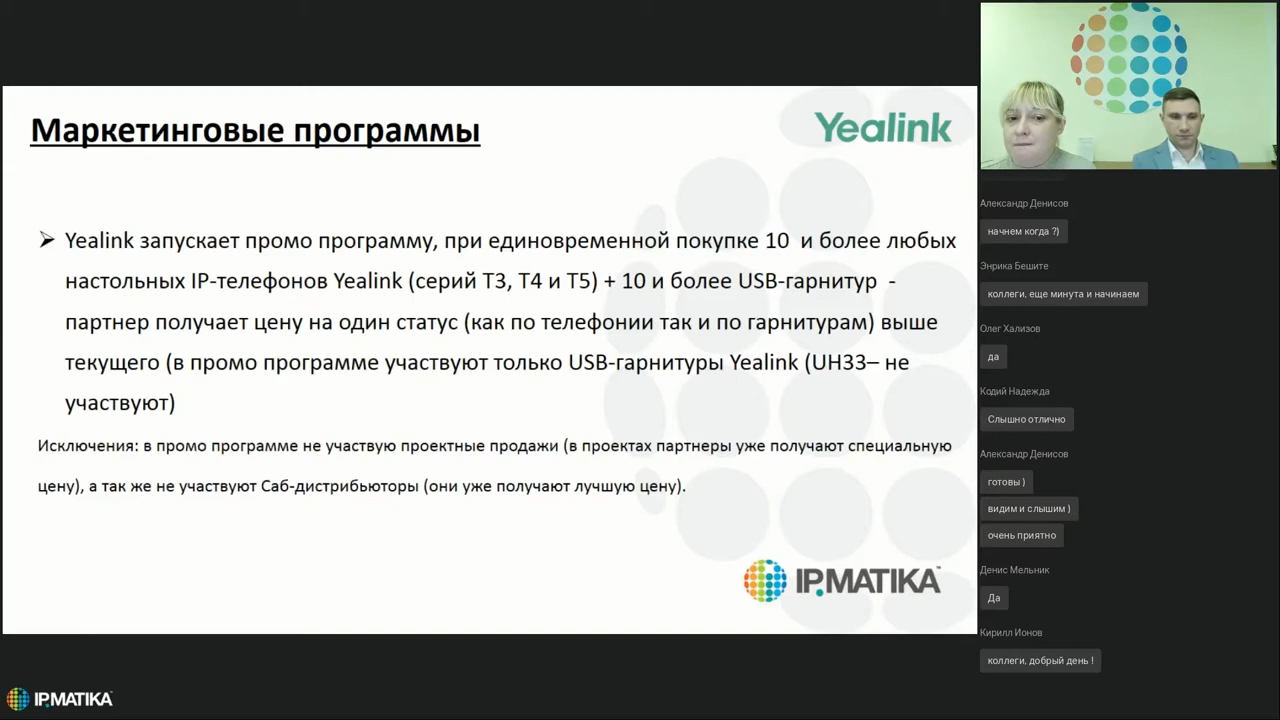 Маркетинговые программы
Yealink
Yealink запускает промо программу, при единовременной покупке 10 и более любых
настольных IP-телефонов Yealink (серий T3, T4 и T5) + 10 и более USB-гарнитур -
партнер получает цену на один статус (как по телефонии так и по гарнитурам) выше
текущего (в промо программе участвуют только USB-гарнитуры Yealink (UH33– не
участвуют)
Исключения: в промо программе не участвую проектные продажи (в проектах партнеры уже получают специальную
цену), а так же не участвуют Саб-дистрибьюторы (они уже получают лучшую цену).
IPMATIKA™
IPMATIKA
Александр Денисов
начнем когда ?)
Энрика Бешите
коллеги, еще минута и начинаем
Олег Хализов
да
Кодий Надежда
Слышно отлично
Александр Денисов
готовы )
видим и слышим )
очень приятно
Денис Мельник
Да
Кирилл Ионов
коллеги, добрый день !